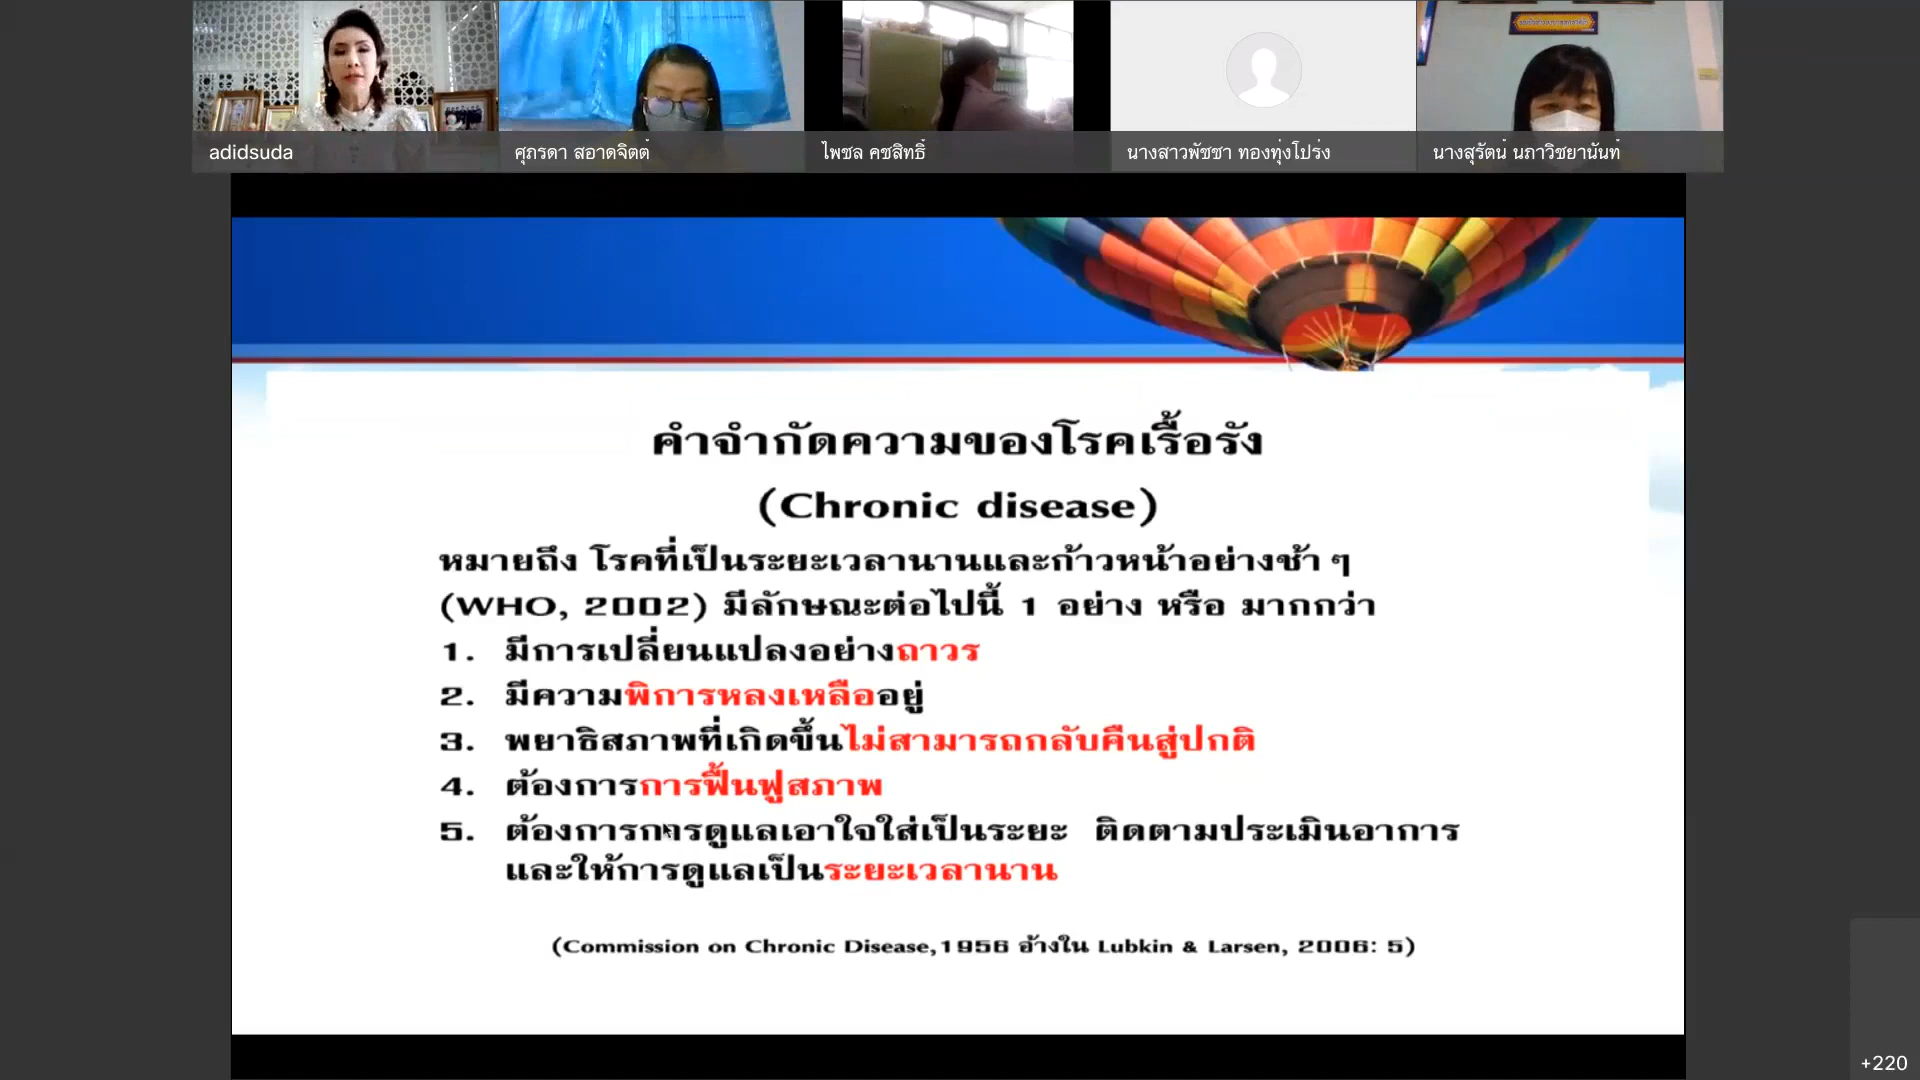 adidsuda
ศุภรดา สอาดจิตต์
ไพชล คชสิทธิ์
นางสาวพัชชา ทองทุ่งโปร่ง
นางสุรัตน์ นภาวิชยานันท์
คำจำกัดความของโรคเรื้อรัง
(Chronic disease)
หมายถึง โรคที่เป็นระยะเวลานานและก้าวหน้าอย่างช้า ๆ
(WHO, 2002) มีลักษณะต่อไปนี้ 1 อย่าง หรือ มากกว่า
1. มีการเปลี่ยนแปลงอย่างถาวร
2. มีความพิการหลงเหลืออยู่
3. พยาธิสภาพที่เกิดขึ้นไม่สามารถกลับคืนสู่ปกติ
4. ต้องการการฟื้นฟูสภาพ
5. ต้องการการดูแลเอาใจใส่เป็นระยะ ติดตามประเมินอาการ
และให้การดูแลเป็นระยะเวลานาน
(Commission on Chronic Disease,1956 อ้างใน Lubkin & Larsen, 2006: 5)
+220